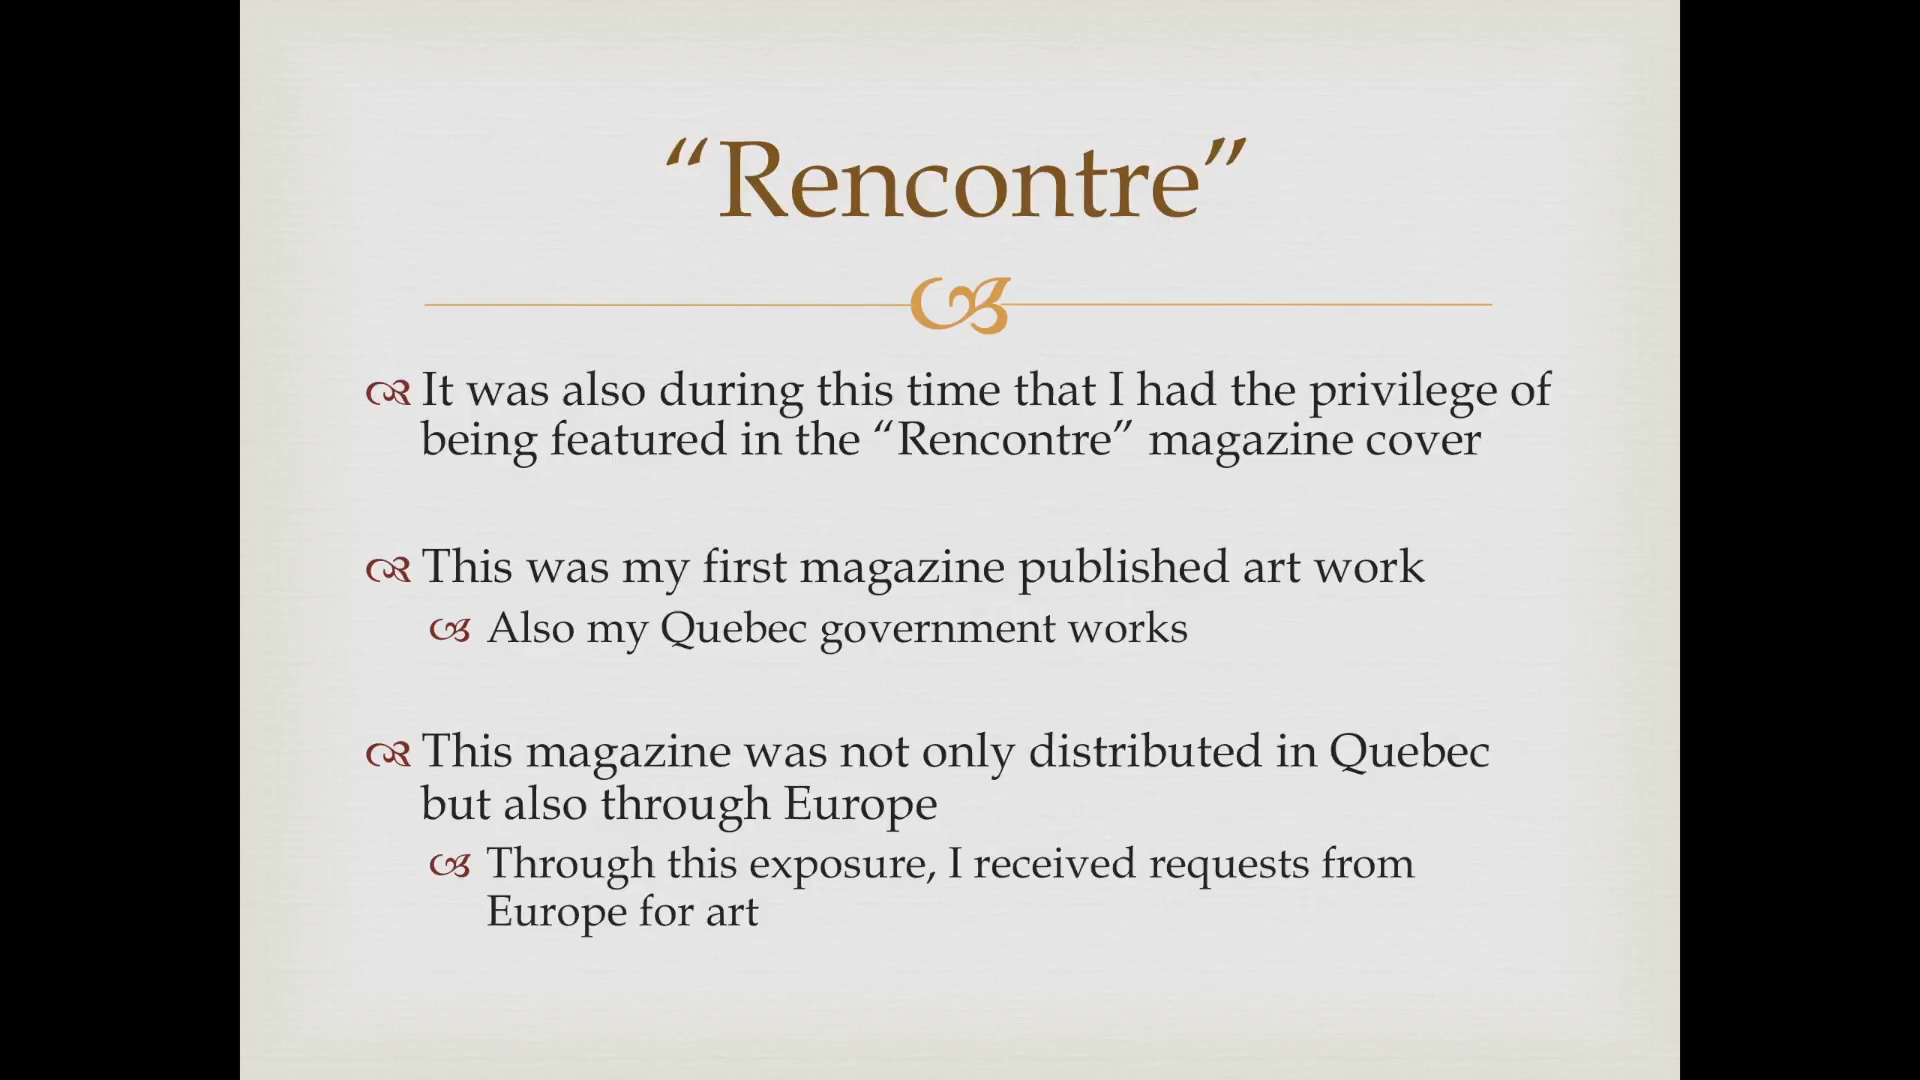 “Rencontre”
It was also during this time that I had the privilege of
being featured in the “Rencontre” magazine cover
This was my first magazine published art work
Also my Quebec government works
This magazine was not only distributed in Quebec
but also through Europe
Through this exposure, I received requests from
Europe for art